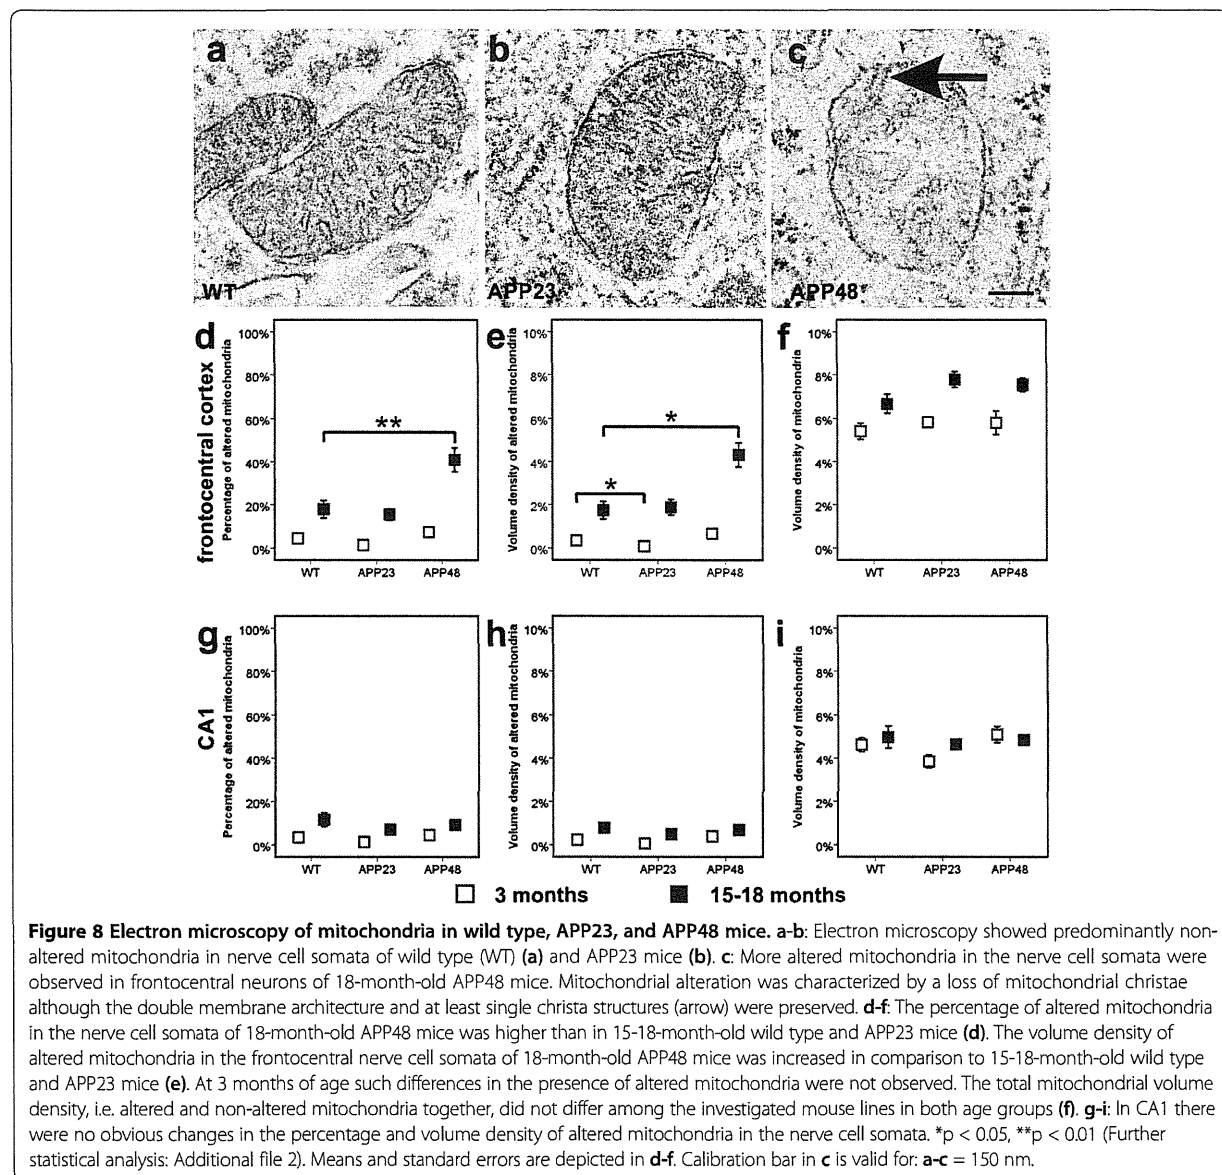 a b c
WT APP23 APP48
d e f
frontocentral cortex
Percentage of altered mitochondria
100%
80%
60%
40%
20%
0%
**
WT APP23 APP48
Volume density of altered mitochondria
10%
8%
6%
4%
2%
0%
*
*
WT APP23 APP48
Volume density of mitochondria
10%
8%
6%
4%
2%
0%
WT APP23 APP48
g h i
CA1
Percentage of altered mitochondria
100%
80%
60%
40%
20%
0%
WT APP23 APP48
Volume density of altered mitochondria
10%
8%
6%
4%
2%
0%
WT APP23 APP48
Volume density of mitochondria
10%
8%
6%
4%
2%
0%
WT APP23 APP48
3 months 15-18 months
Figure 8 Electron microscopy of mitochondria in wild type, APP23, and APP48 mice. a-b: Electron microscopy showed predominantly non-
altered mitochondria in nerve cell somata of wild type (WT) (a) and APP23 mice (b). c: More altered mitochondria in the nerve cell somata were
observed in frontocentral neurons of 18-month-old APP48 mice. Mitochondrial alteration was characterized by a loss of mitochondrial christae
although the double membrane architecture and at least single christa structures (arrow) were preserved. d-f: The percentage of altered mitochondria
in the nerve cell somata of 18-month-old APP48 mice was higher than in 15-18-month-old wild type and APP23 mice (d). The volume density of
altered mitochondria in the frontocentral nerve cell somata of 18-month-old APP48 mice was increased in comparison to 15-18-month-old wild type
and APP23 mice (e). At 3 months of age such differences in the presence of altered mitochondria were not observed. The total mitochondrial volume
density, i.e. altered and non-altered mitochondria together, did not differ among the investigated mouse lines in both age groups (f). g-i: In CA1 there
were no obvious changes in the percentage and volume density of altered mitochondria in the nerve cell somata. *p < 0.05, **p < 0.01 (Further
statistical analysis: Additional file 2). Means and standard errors are depicted in d-f. Calibration bar in c is valid for: a-c = 150 nm.